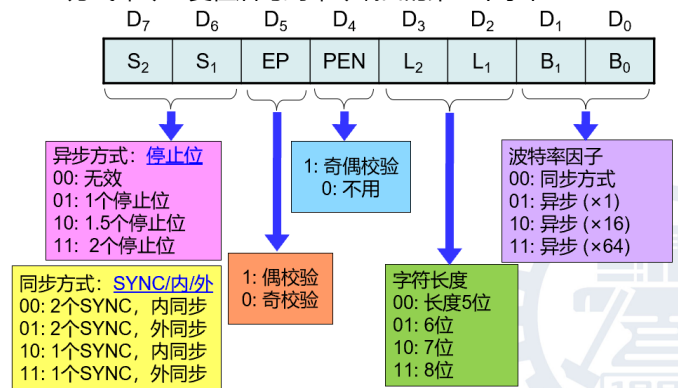 D₇ D₆ D₅ D₄ D₃ D₂ D₁ D₀
S₂ S₁ EP PEN L₂ L₁ B₁ B₀
异步方式：停止位
00: 无效
01: 1个停止位
10: 1.5个停止位
11: 2个停止位
同步方式：SYNC/内/外
00: 2个SYNC，内同步
01: 2个SYNC，外同步
10: 1个SYNC，内同步
11: 1个SYNC，外同步
1: 偶校验
0: 奇校验
1: 奇偶校验
0: 不用
字符长度
00: 长度5位
01: 6位
10: 7位
11: 8位
波特率因子
00: 同步方式
01: 异步 (×1)
10: 异步 (×16)
11: 异步 (×64)